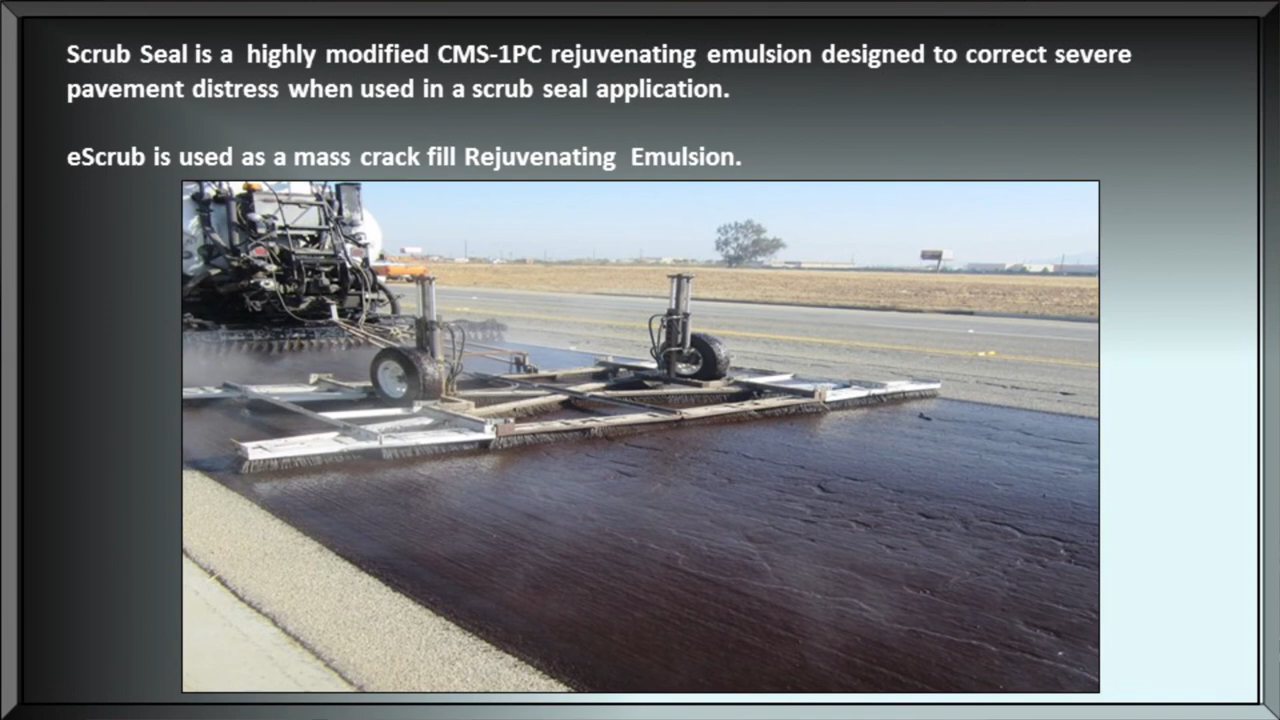 Scrub Seal is a highly modified CMS-1PC rejuvenating emulsion designed to correct severe
pavement distress when used in a scrub seal application.
eScrub is used as a mass crack fill Rejuvenating Emulsion.